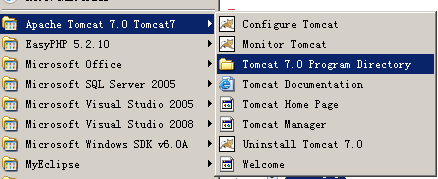 Apache Tomcat 7.0 Tomcat7
EasyPHP 5.2.10
Microsoft Office
Microsoft SQL Server 2005
Microsoft Visual Studio 2005
Microsoft Visual Studio 2008
Microsoft Windows SDK v6.0A
MyEclipse
Configure Tomcat
Monitor Tomcat
Tomcat 7.0 Program Directory
Tomcat Documentation
Tomcat Home Page
Tomcat Manager
Uninstall Tomcat 7.0
Welcome